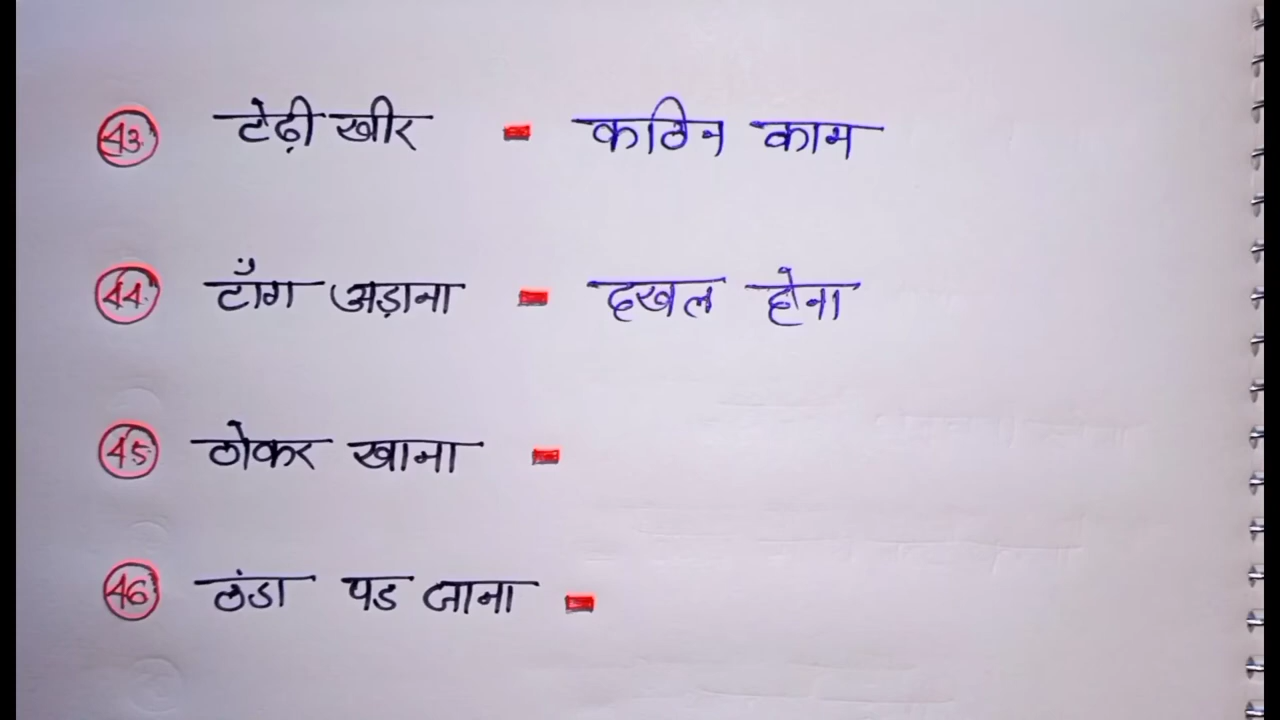 43. टेढ़ी खीर - कठिन काम
44. टाँग अड़ाना - दखल होना
45 ठोकर खाना -
46 ठंडा पड जाना -